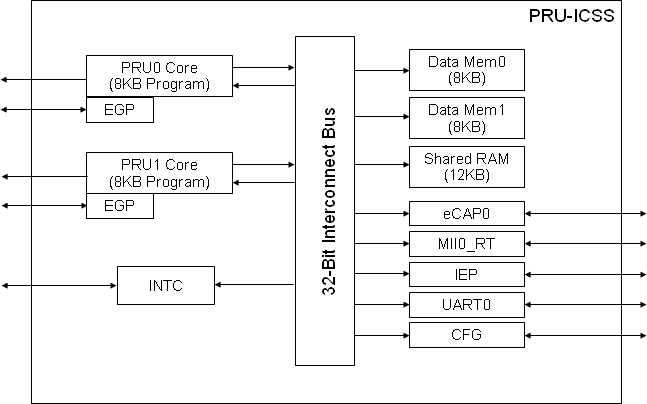 PRU-ICSS
PRU0 Core
(8KB Program)
EGP
PRU1 Core
(8KB Program)
EGP
INTC
32-Bit Interconnect Bus
Data Mem0
(8KB)
Data Mem1
(8KB)
Shared RAM
(12KB)
eCAP0
MII0_RT
IEP
UART0
CFG